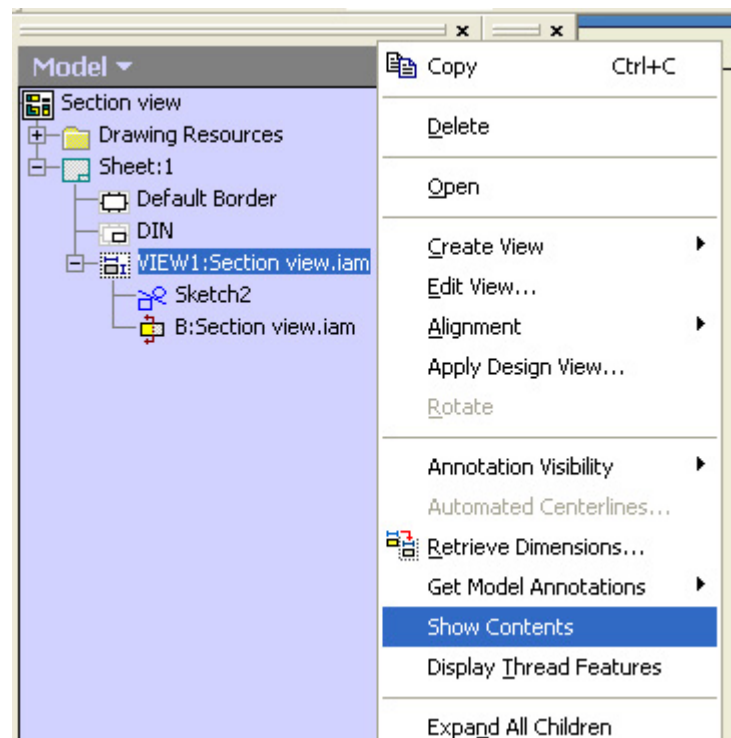 Model
Section view
Drawing Resources
Sheet:1
Default Border
DIN
VIEW1:Section view.iam
Sketch2
B:Section view.iam
Copy Ctrl+C
Delete
Open
Create View
Edit View...
Alignment
Apply Design View...
Rotate
Annotation Visibility
Automated Centerlines...
Retrieve Dimensions...
Get Model Annotations
Show Contents
Display Thread Features
Expand All Children